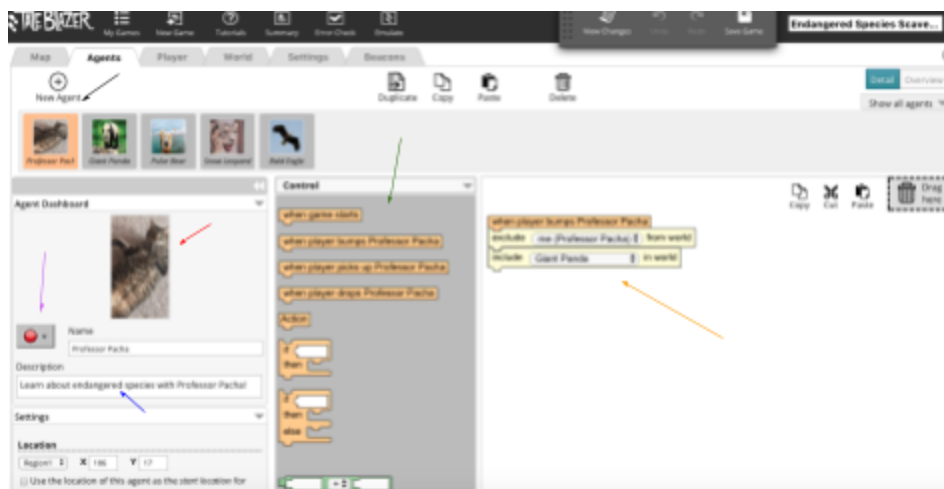 My Games New Game Tutorials Summary Error Check Emulate
View Changes Undo Redo Save Game
Endangered Species Scave...
Map Agents Player World Settings Beacons
New Agent
Duplicate Copy Paste Delete
Detail Overview
Show all agents
Professor Pach Giant Panda Polar Bear Snow Leopard Bald Eagle
Agent Dashboard
Name
Professor Pacha
Description
Learn about endangered species with Professor Pacha!
Settings
Location
Region1 X 186 Y 17
Use the location of this agent as the start location for
Control
when game starts
when player bumps Professor Pacha
when player picks up Professor Pacha
when player drops Professor Pacha
Action
if
then
if
then
else
Copy Cut Paste Drag here
when player bumps Professor Pacha
exclude me (Professor Pacha) from world
include Giant Panda in world